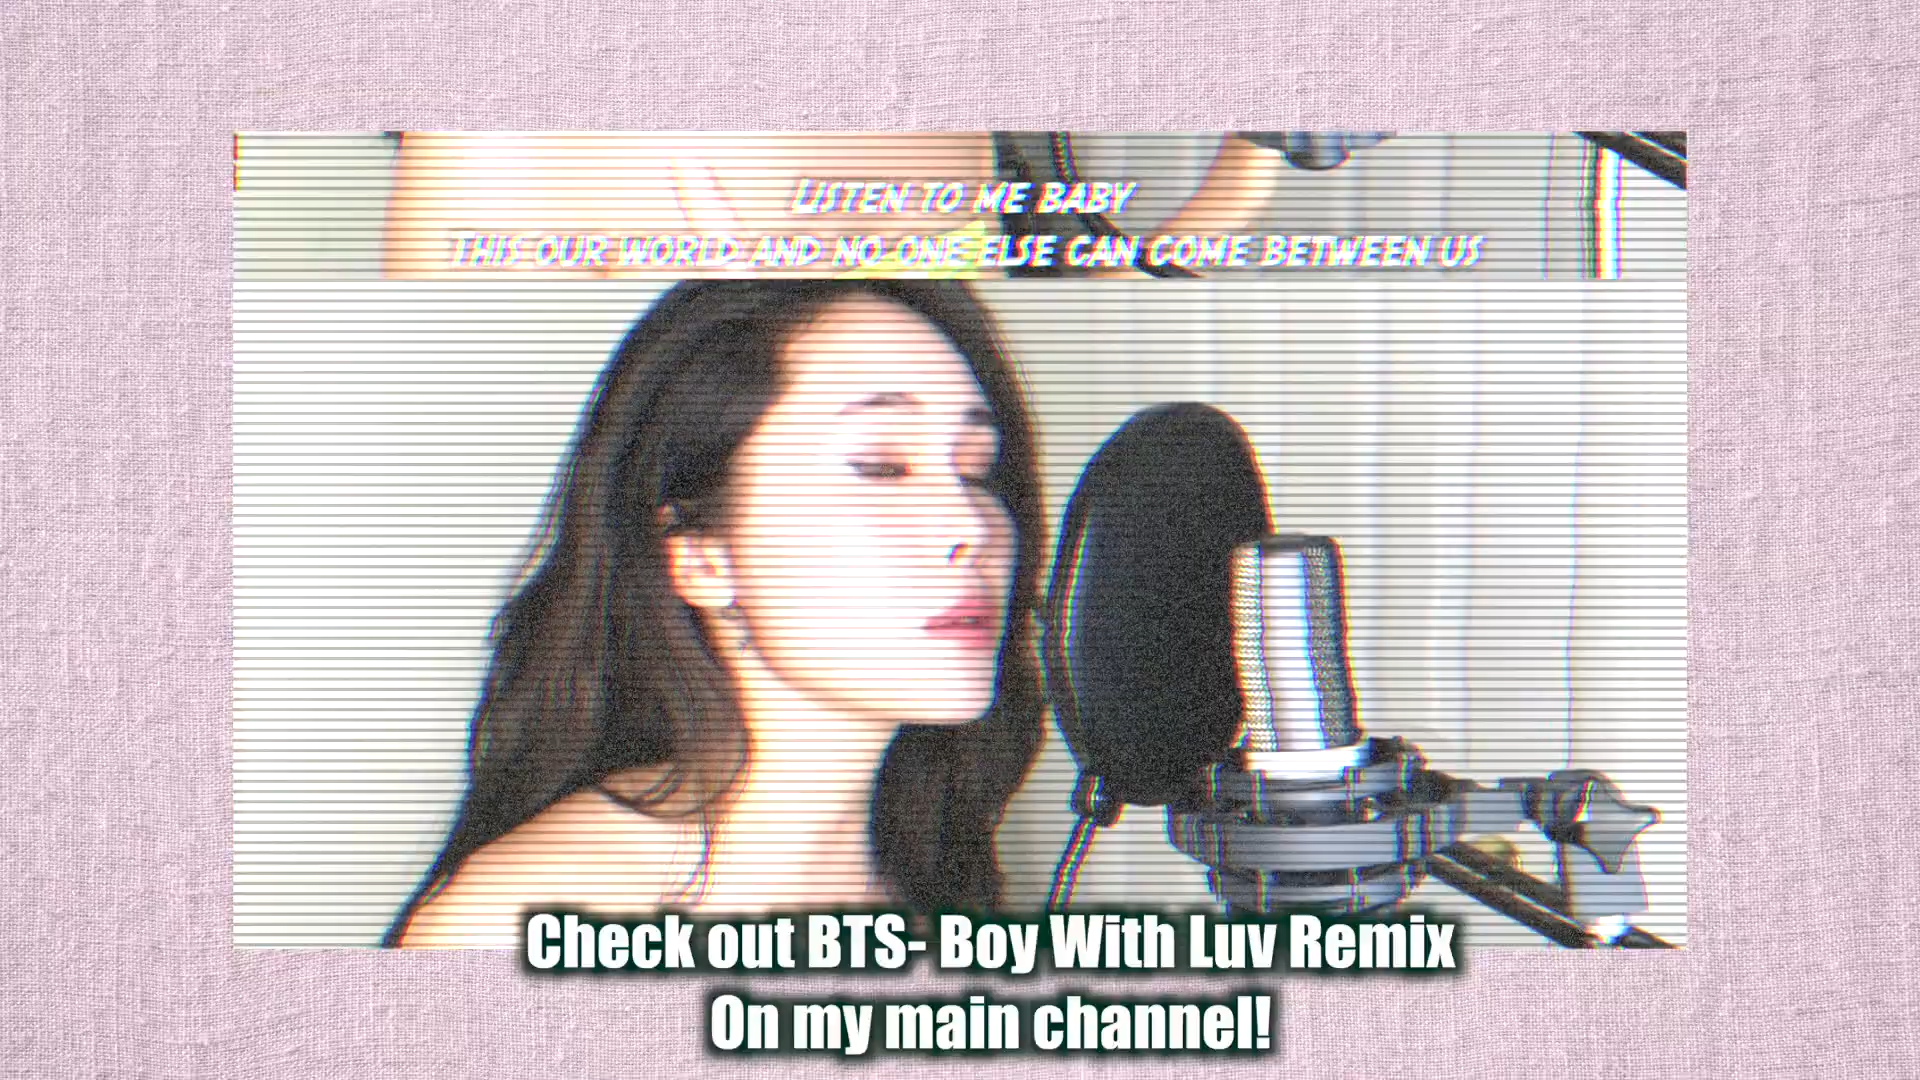 LISTEN TO ME BABY
THIS OUR WORLD AND NO ONE ELSE CAN COME BETWEEN US
Check out BTS- Boy With Luv Remix
On my main channel!